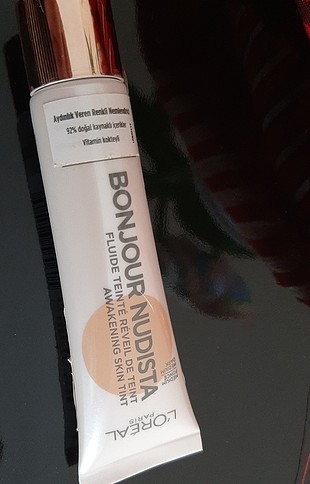 Aydınlık Veren Renkli Nemlendirici
92% doğal kaynaklı içerikler
Vitamin kokteyli
BONJOUR NUDISTA
FLUIDE TEINTÉ RÉVEIL DE TEINT
AWAKENING SKIN TINT
L'ORÉAL
PARIS